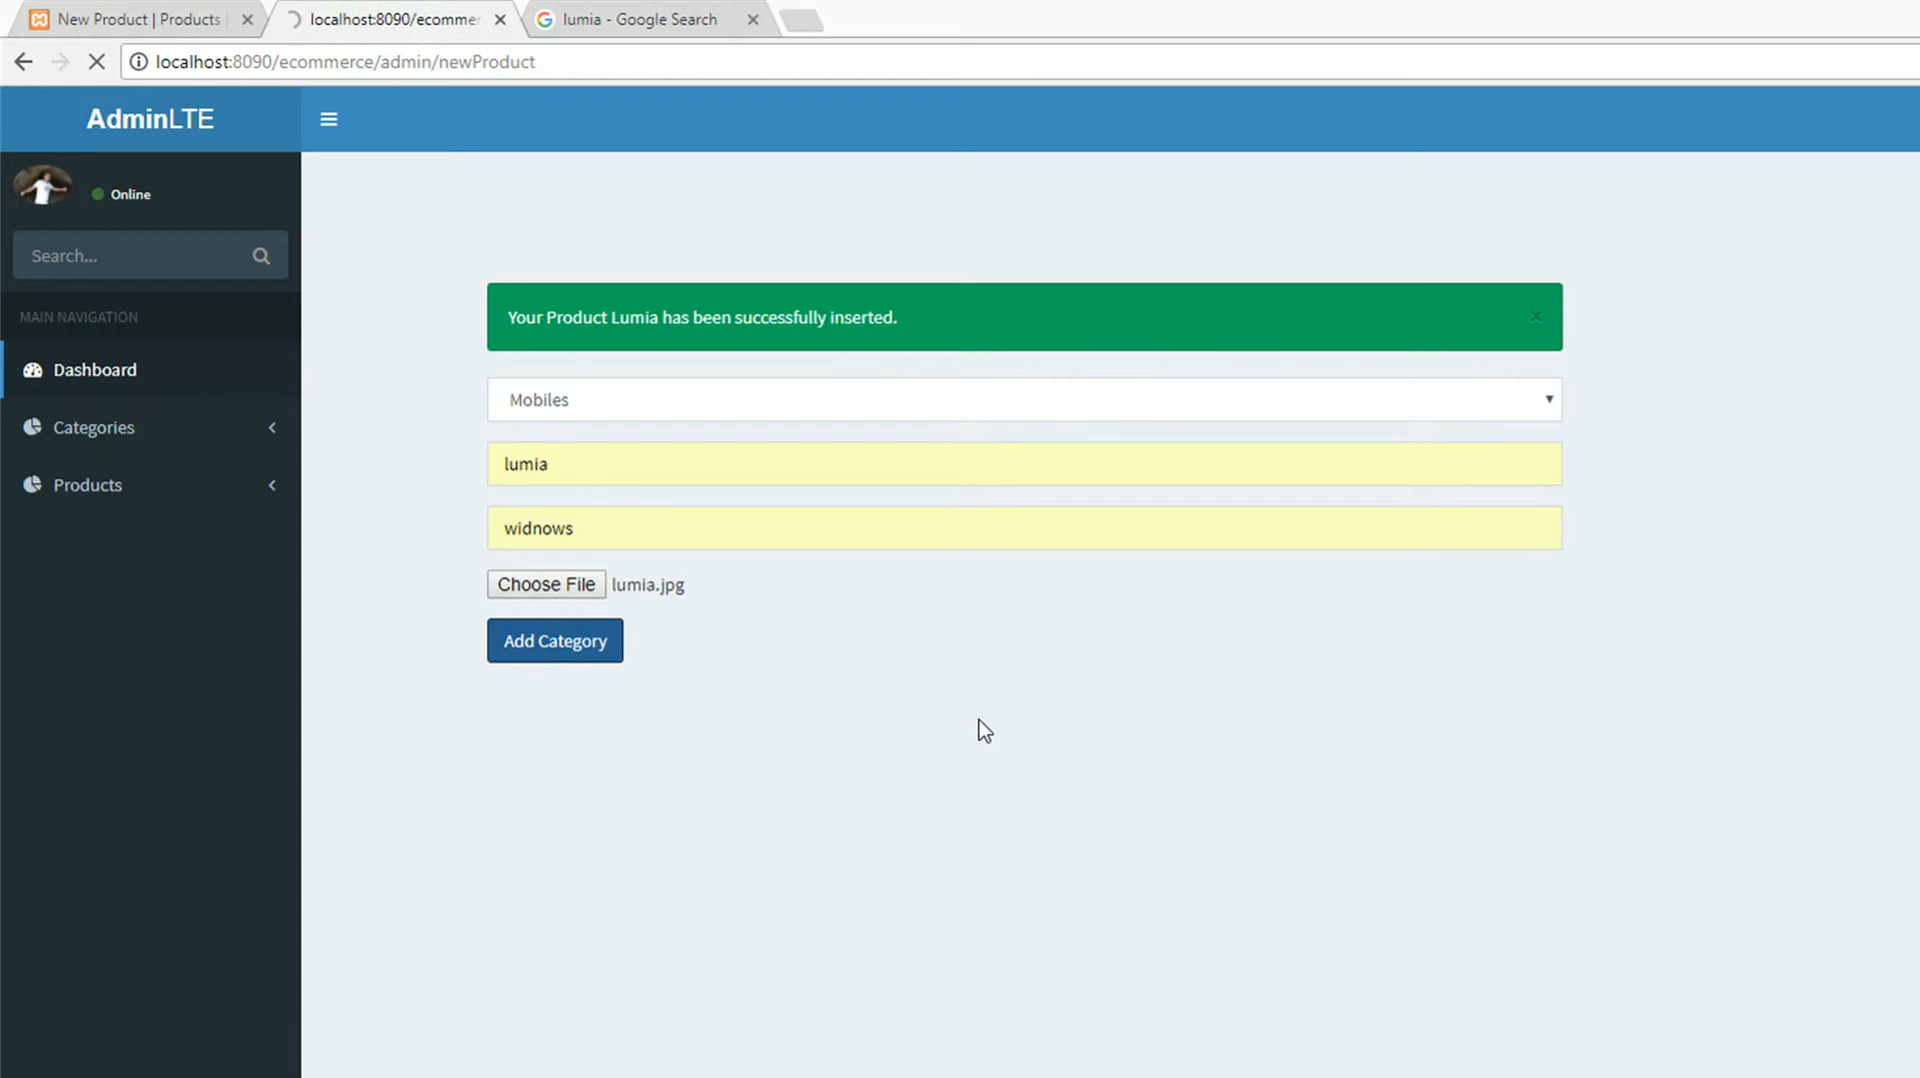 New Product | Products
localhost:8090/ecomme
lumia - Google Search
localhost:8090/ecommerce/admin/newProduct
AdminLTE
Online
Search...
MAIN NAVIGATION
Dashboard
Categories
Products
Your Product Lumia has been successfully inserted.
×
Mobiles
lumia
widnows
Choose File lumia.jpg
Add Category